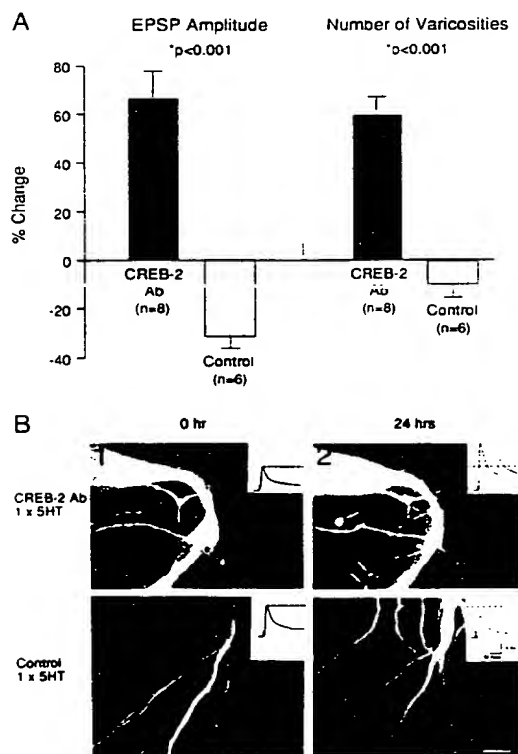 A
EPSP Amplitude
Number of Varicosities
*p<0.001
*p<0.001
80
60
40
20
0
-20
-40
% Change
CREB-2
Ab
(n=8)
Control
(n=6)
CREB-2
Ab
(n=8)
Control
(n=6)
B
0 hr
24 hrs
1
2
CREB-2 Ab
1 x 5HT
Control
1 x 5HT